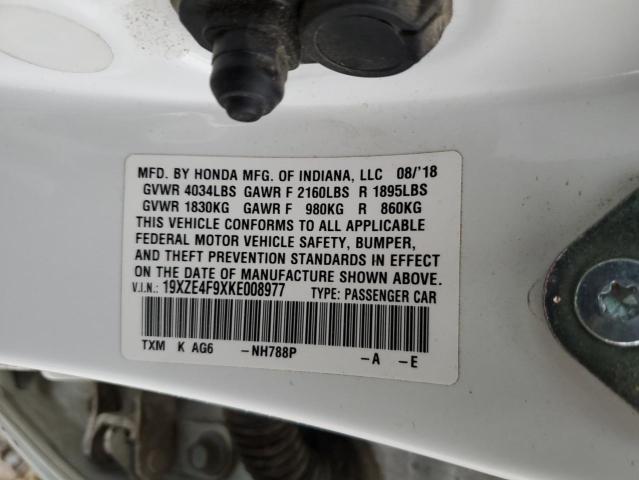 MFD. BY HONDA MFG. OF INDIANA, LLC 08/'18
GVWR 4034LBS GAWR F 2160LBS R 1895LBS
GVWR 1830KG GAWR F 980KG R 860KG
THIS VEHICLE CONFORMS TO ALL APPLICABLE
FEDERAL MOTOR VEHICLE SAFETY, BUMPER,
AND THEFT PREVENTION STANDARDS IN EFFECT
ON THE DATE OF MANUFACTURE SHOWN ABOVE.
V.I.N.: 19XZE4F9XKE008977 TYPE: PASSENGER CAR
TXM K AG6 -NH788P -A -E